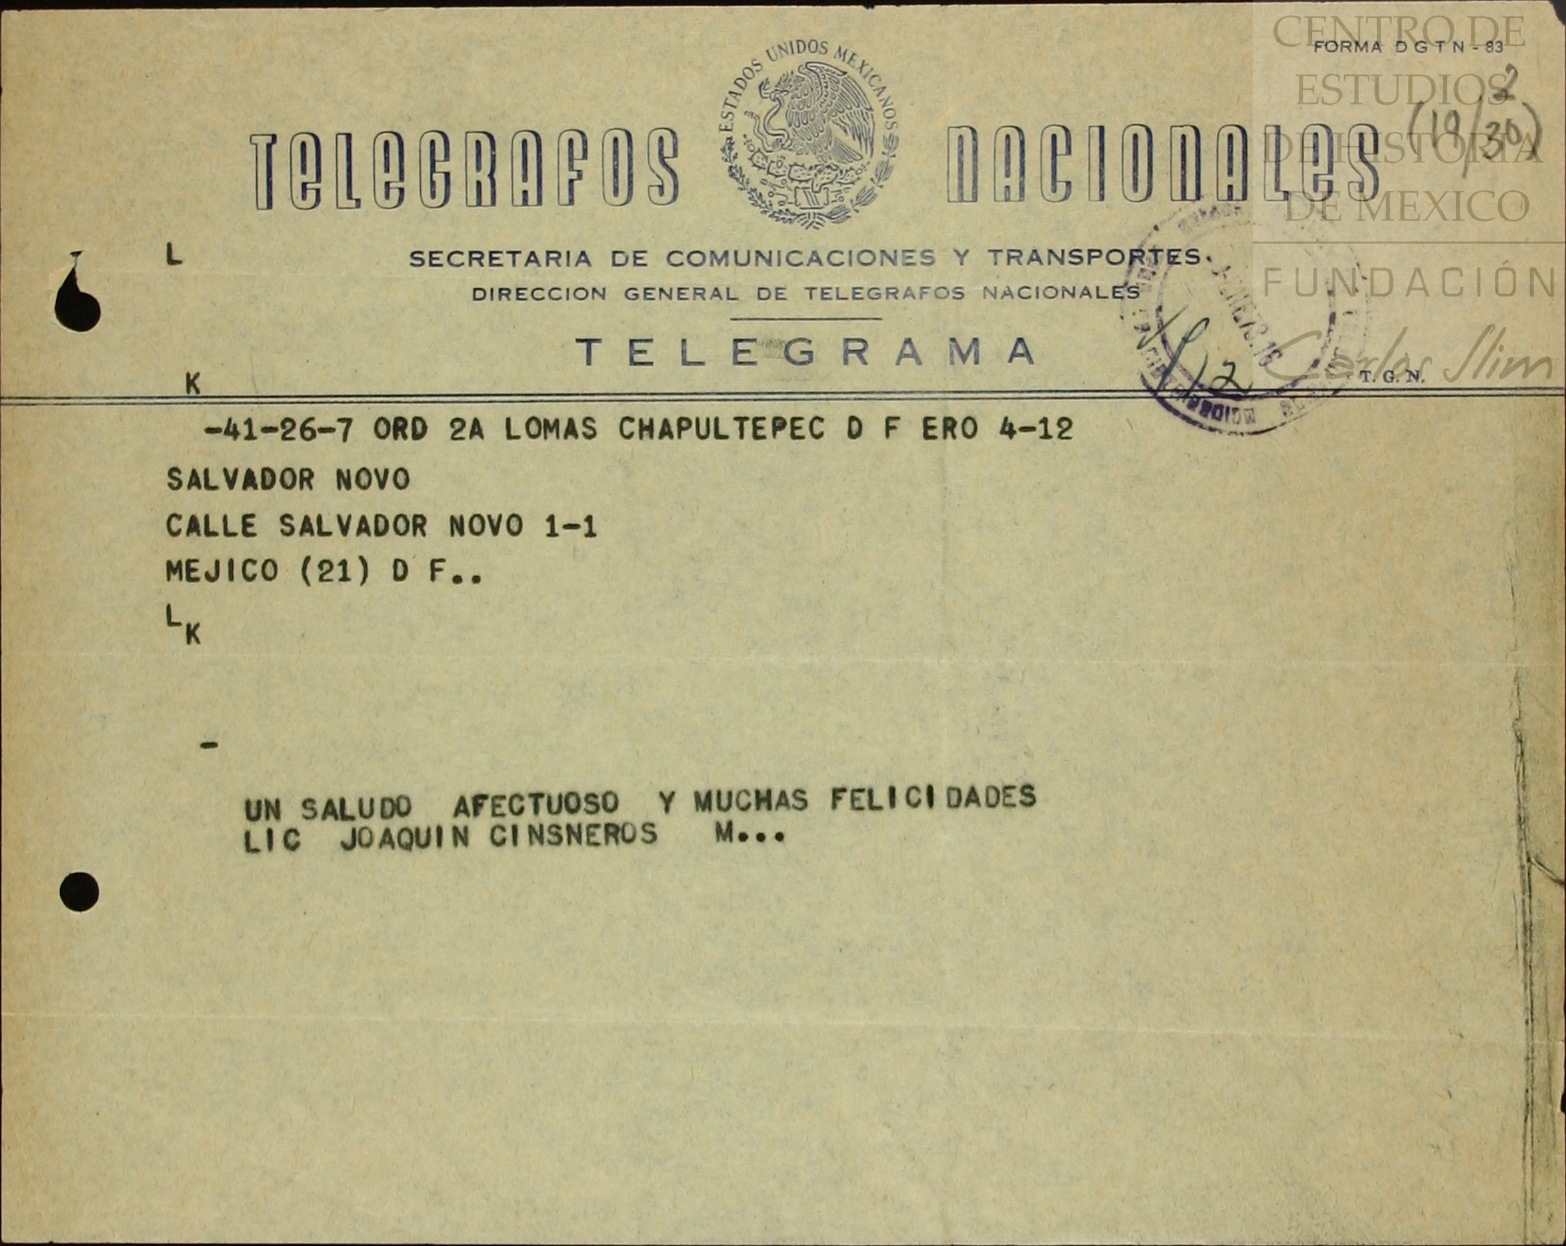 CENTRO DE
FORMA D G T N - 83
ESTUDIOS
DE HISTORIA
DE MEXICO
FUNDACIÓN
Carlos Slim
2
(19/30)
ESTADOS UNIDOS MEXICANOS
TELEGRAFOS NACIONALES
L
SECRETARIA DE COMUNICACIONES Y TRANSPORTES.
DIRECCION GENERAL DE TELEGRAFOS NACIONALES
TELEGRAMA
T.G.N.
K
-41-26-7 ORD 2A LOMAS CHAPULTEPEC D F ERO 4-12
SALVADOR NOVO
CALLE SALVADOR NOVO 1-1
MEJICO (21) D F..
L
K
-
UN SALUDO AFECTUOSO Y MUCHAS FELICIDADES
LIC JOAQUIN CINSNEROS M...